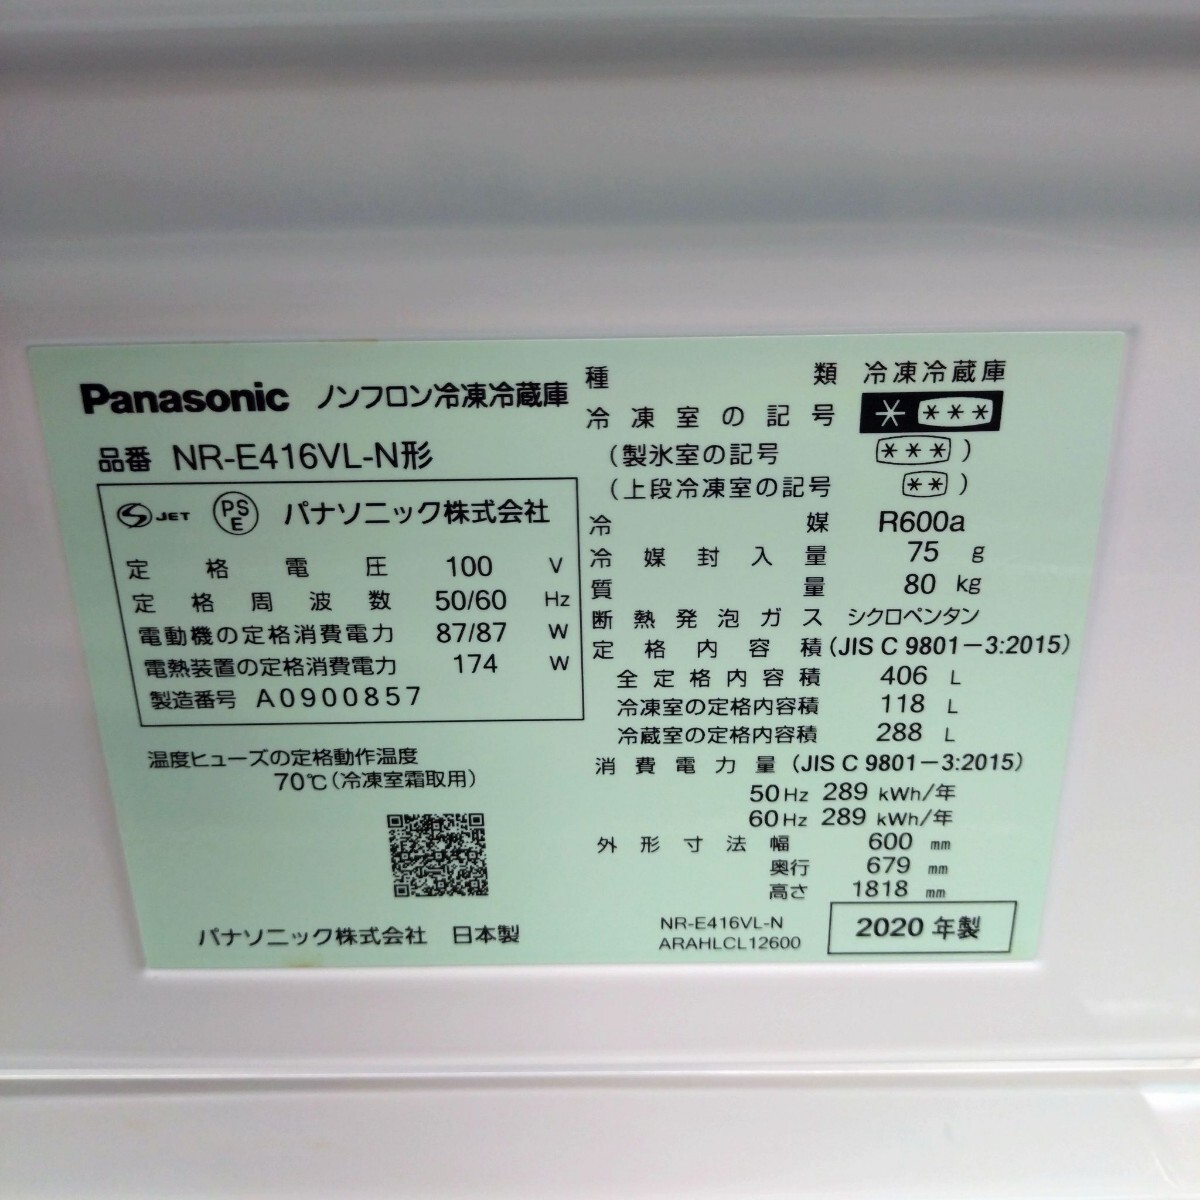 Panasonic ノンフロン冷凍冷蔵庫
品番 NR-E416VL-N形
S JET PSE パナソニック株式会社
定格電圧 100 V
定格周波数 50/60 Hz
電動機の定格消費電力 87/87 W
電熱装置の定格消費電力 174 W
製造番号 A0900857
温度ヒューズの定格動作温度
70℃(冷凍室霜取用)
パナソニック株式会社 日本製
種類 冷凍冷蔵庫
冷凍室の記号 * ***
(製氷室の記号 *** )
(上段冷凍室の記号 ** )
冷媒 R600a
冷媒封入量 75 g
質量 80 kg
断熱発泡ガス シクロペンタン
定格内容積 (JIS C 9801-3:2015)
全定格内容積 406 L
冷凍室の定格内容積 118 L
冷蔵室の定格内容積 288 L
消費電力量 (JIS C 9801-3:2015)
50Hz 289 kWh/年
60Hz 289 kWh/年
外形寸法幅 600 mm
奥行 679 mm
高さ 1818 mm
NR-E416VL-N
ARAHLCL12600
2020年製